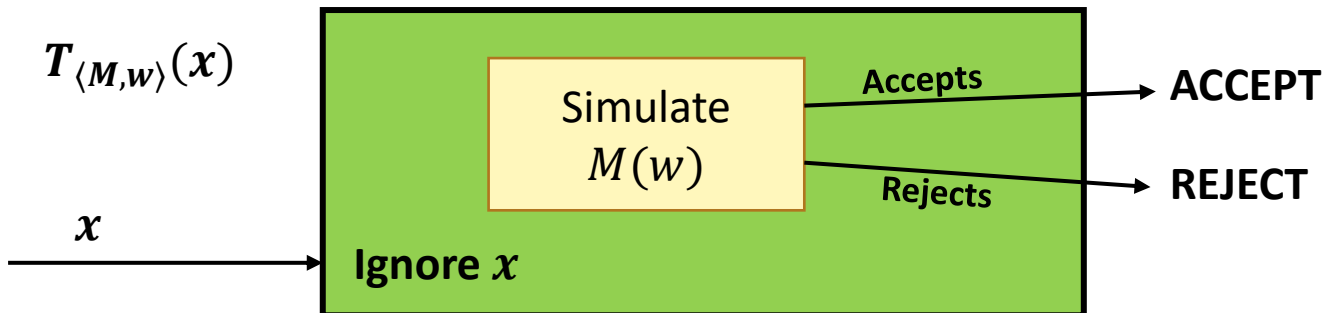 T⟨M,w⟩(x)
x
Ignore x
Simulate
M(w)
Accepts
Rejects
ACCEPT
REJECT